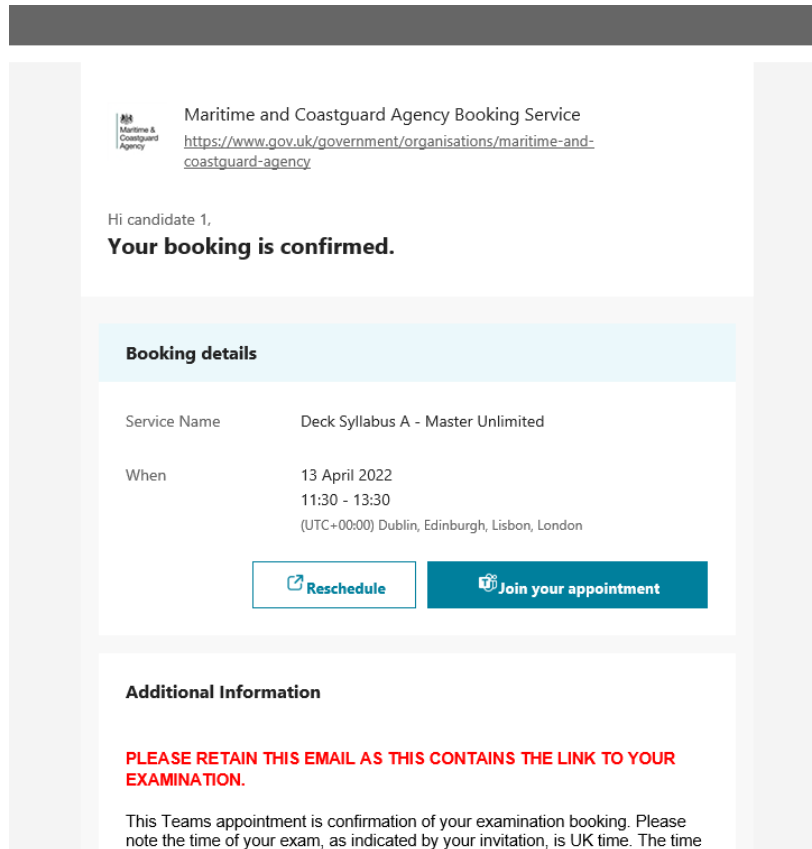 Maritime &
Coastguard
Agency
Maritime and Coastguard Agency Booking Service
https://www.gov.uk/government/organisations/maritime-and-
coastguard-agency
Hi candidate 1,
Your booking is confirmed.
Booking details
Service Name
Deck Syllabus A - Master Unlimited
When
13 April 2022
11:30 - 13:30
(UTC+00:00) Dublin, Edinburgh, Lisbon, London
Reschedule
Join your appointment
Additional Information
PLEASE RETAIN THIS EMAIL AS THIS CONTAINS THE LINK TO YOUR
EXAMINATION.
This Teams appointment is confirmation of your examination booking. Please
note the time of your exam, as indicated by your invitation, is UK time. The time